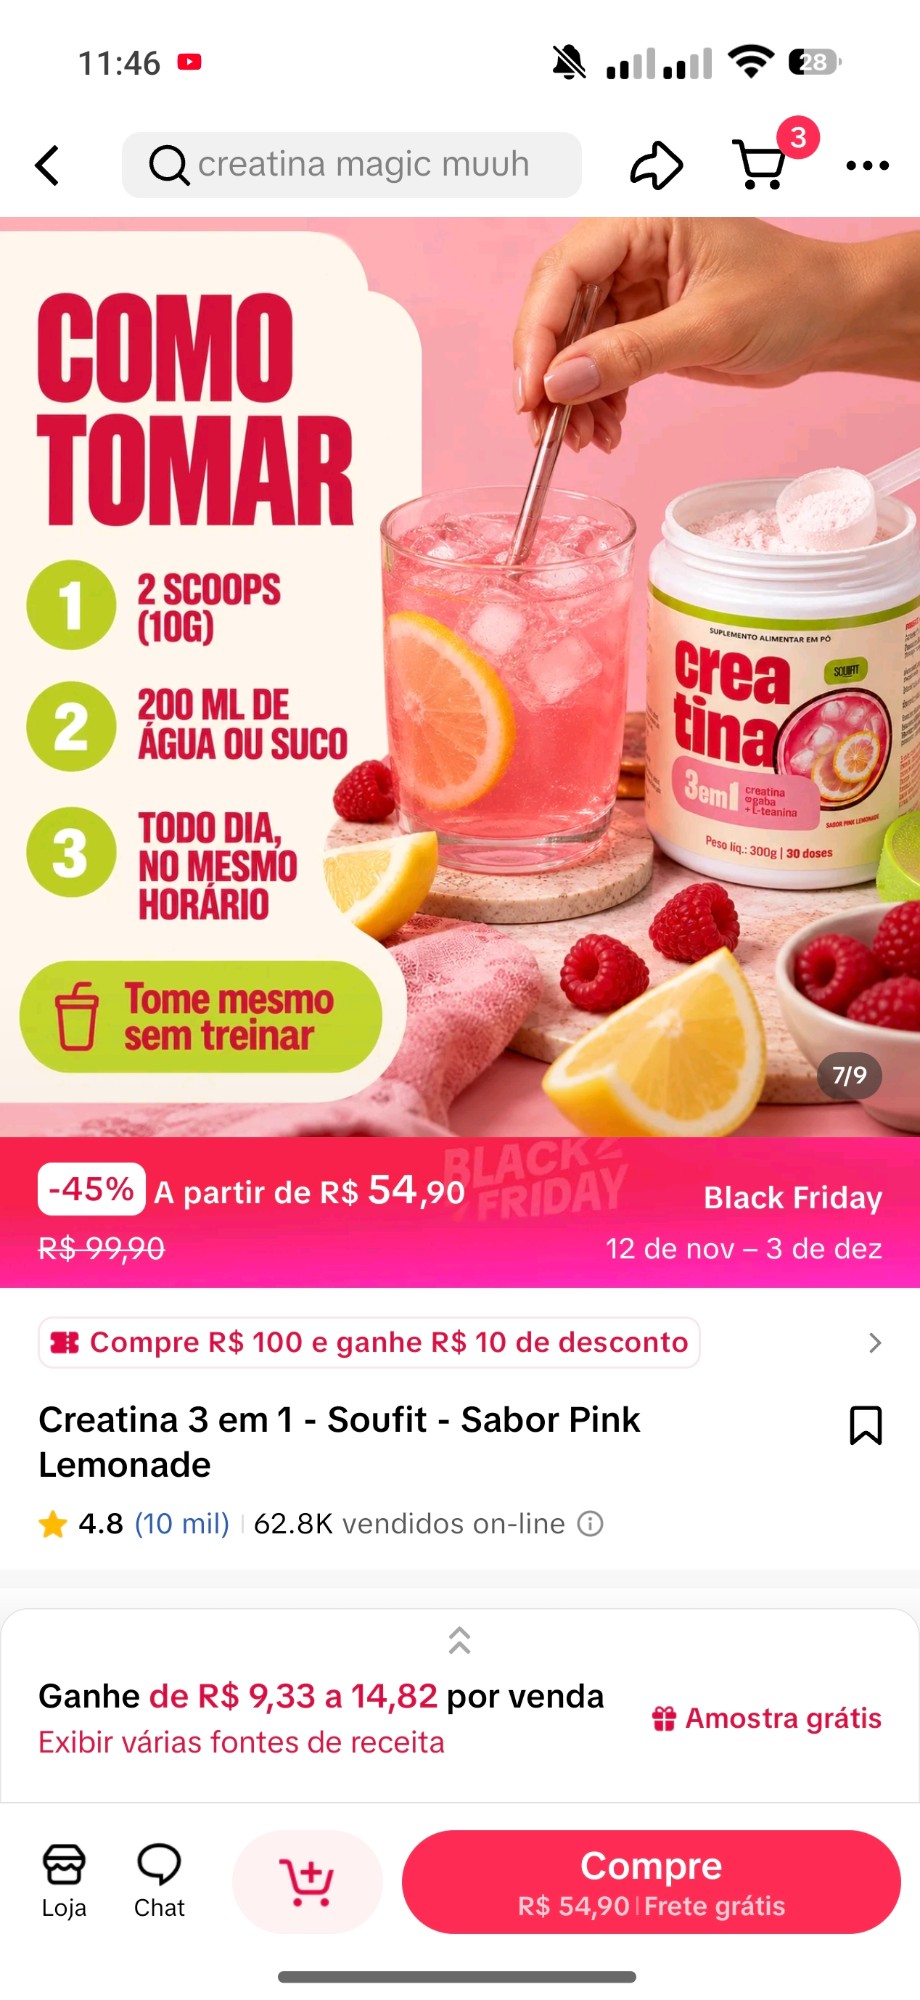 11:46
28
creatina magic muuh
3
COMO
TOMAR
1
2 SCOOPS
(10G)
2
200 ML DE
ÁGUA OU SUCO
3
TODO DIA,
NO MESMO
HORÁRIO
Tome mesmo
sem treinar
SUPLEMENTO ALIMENTAR EM PÓ
crea
tina
SOUFIT
3em1
creatina
+gaba
+ L-teanina
SABOR PINK LEMONADE
Peso líq.: 300g | 30 doses
7/9
BLACK
FRIDAY
-45% A partir de R$ 54,90
R$ 99,90
Black Friday
12 de nov – 3 de dez
Compre R$ 100 e ganhe R$ 10 de desconto
Creatina 3 em 1 - Soufit - Sabor Pink
Lemonade
4.8 (10 mil) | 62.8K vendidos on-line
Ganhe de R$ 9,33 a 14,82 por venda
Exibir várias fontes de receita
Amostra grátis
Loja
Chat
Compre
R$ 54,90 | Frete grátis